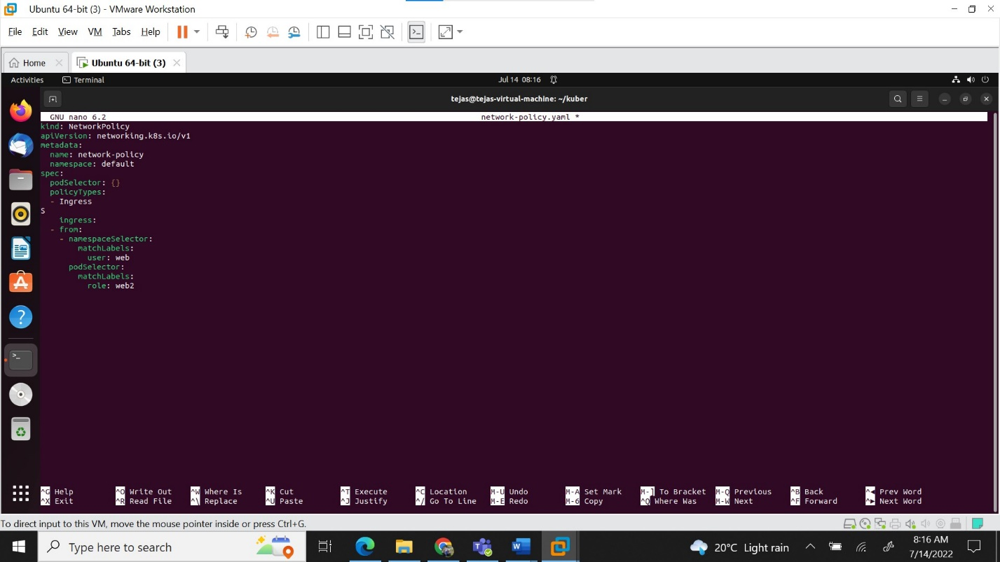 Ubuntu 64-bit (3) - VMware Workstation
File Edit View VM Tabs Help
Home Ubuntu 64-bit (3)
Activities Terminal Jul 14 08:16
tejas@tejas-virtual-machine: ~/kuber
GNU nano 6.2 network-policy.yaml *
kind: NetworkPolicy
apiVersion: networking.k8s.io/v1
metadata:
  name: network-policy
  namespace: default
spec:
  podSelector: {}
  policyTypes:
  - Ingress
S
    ingress:
  - from:
    - namespaceSelector:
        matchLabels:
          user: web
      podSelector:
        matchLabels:
          role: web2
^G Help ^O Write Out ^W Where Is ^K Cut ^T Execute ^C Location M-U Undo M-A Set Mark M-] To Bracket M-Q Previous ^B Back ^◂ Prev Word
^X Exit ^R Read File ^\ Replace ^U Paste ^J Justify ^/ Go To Line M-E Redo M-6 Copy ^Q Where Was M-W Next ^F Forward ^▸ Next Word
To direct input to this VM, move the mouse pointer inside or press Ctrl+G.
Type here to search
20°C Light rain
8:16 AM
7/14/2022